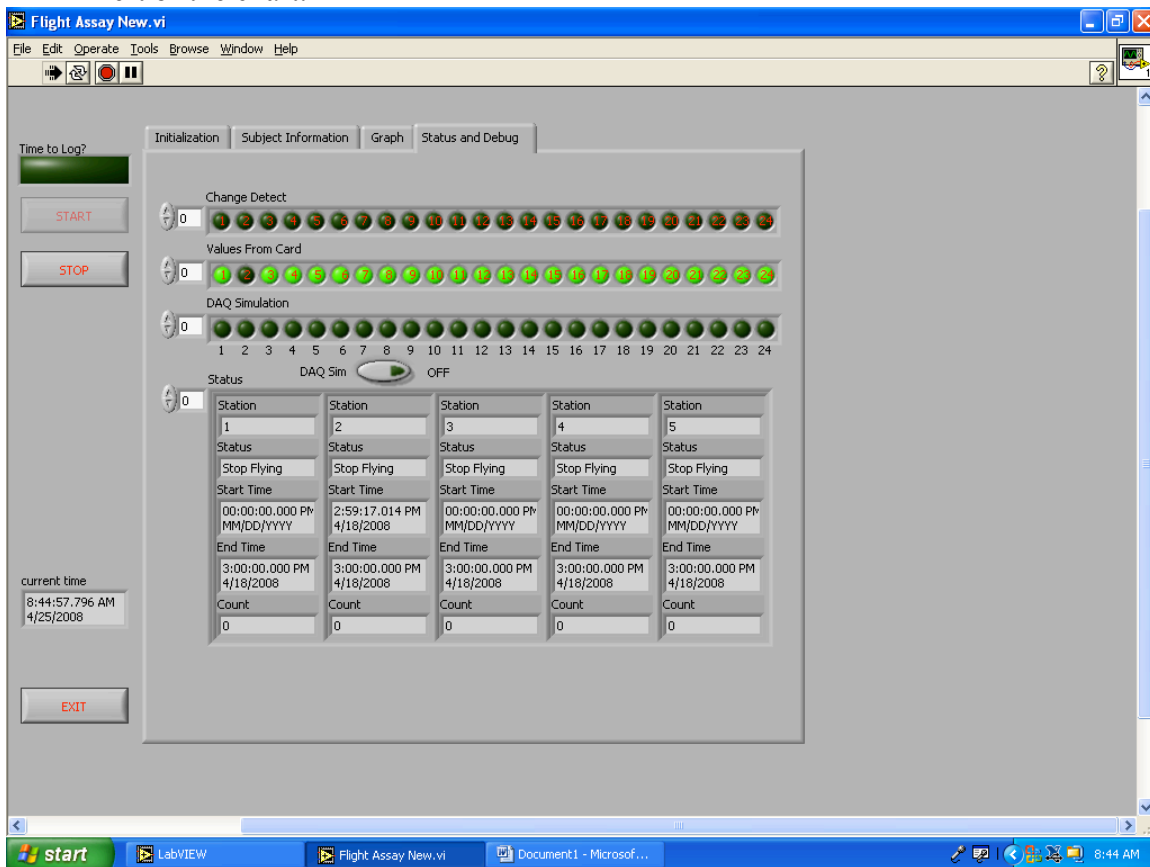 Flight Assay New.vi
File Edit Operate Tools Browse Window Help
?
1
Initialization Subject Information Graph Status and Debug
Time to Log?
START
STOP
Change Detect
0 1 2 3 4 5 6 7 8 9 10 11 12 13 14 15 16 17 18 19 20 21 22 23 24
Values From Card
0 1 2 3 4 5 6 7 8 9 10 11 12 13 14 15 16 17 18 19 20 21 22 23 24
DAQ Simulation
0
1 2 3 4 5 6 7 8 9 10 11 12 13 14 15 16 17 18 19 20 21 22 23 24
DAQ Sim OFF
Status
0
Station Station Station Station Station
1 2 3 4 5
Status Status Status Status Status
Stop Flying Stop Flying Stop Flying Stop Flying Stop Flying
Start Time Start Time Start Time Start Time Start Time
00:00:00.000 PM 2:59:17.014 PM 00:00:00.000 PM 00:00:00.000 PM 00:00:00.000 PM
MM/DD/YYYY 4/18/2008 MM/DD/YYYY MM/DD/YYYY MM/DD/YYYY
End Time End Time End Time End Time End Time
3:00:00.000 PM 3:00:00.000 PM 3:00:00.000 PM 3:00:00.000 PM 3:00:00.000 PM
4/18/2008 4/18/2008 4/18/2008 4/18/2008 4/18/2008
Count Count Count Count Count
0 0 0 0 0
current time
8:44:57.796 AM
4/25/2008
EXIT
start LabVIEW Flight Assay New.vi Document1 - Microsof... 8:44 AM